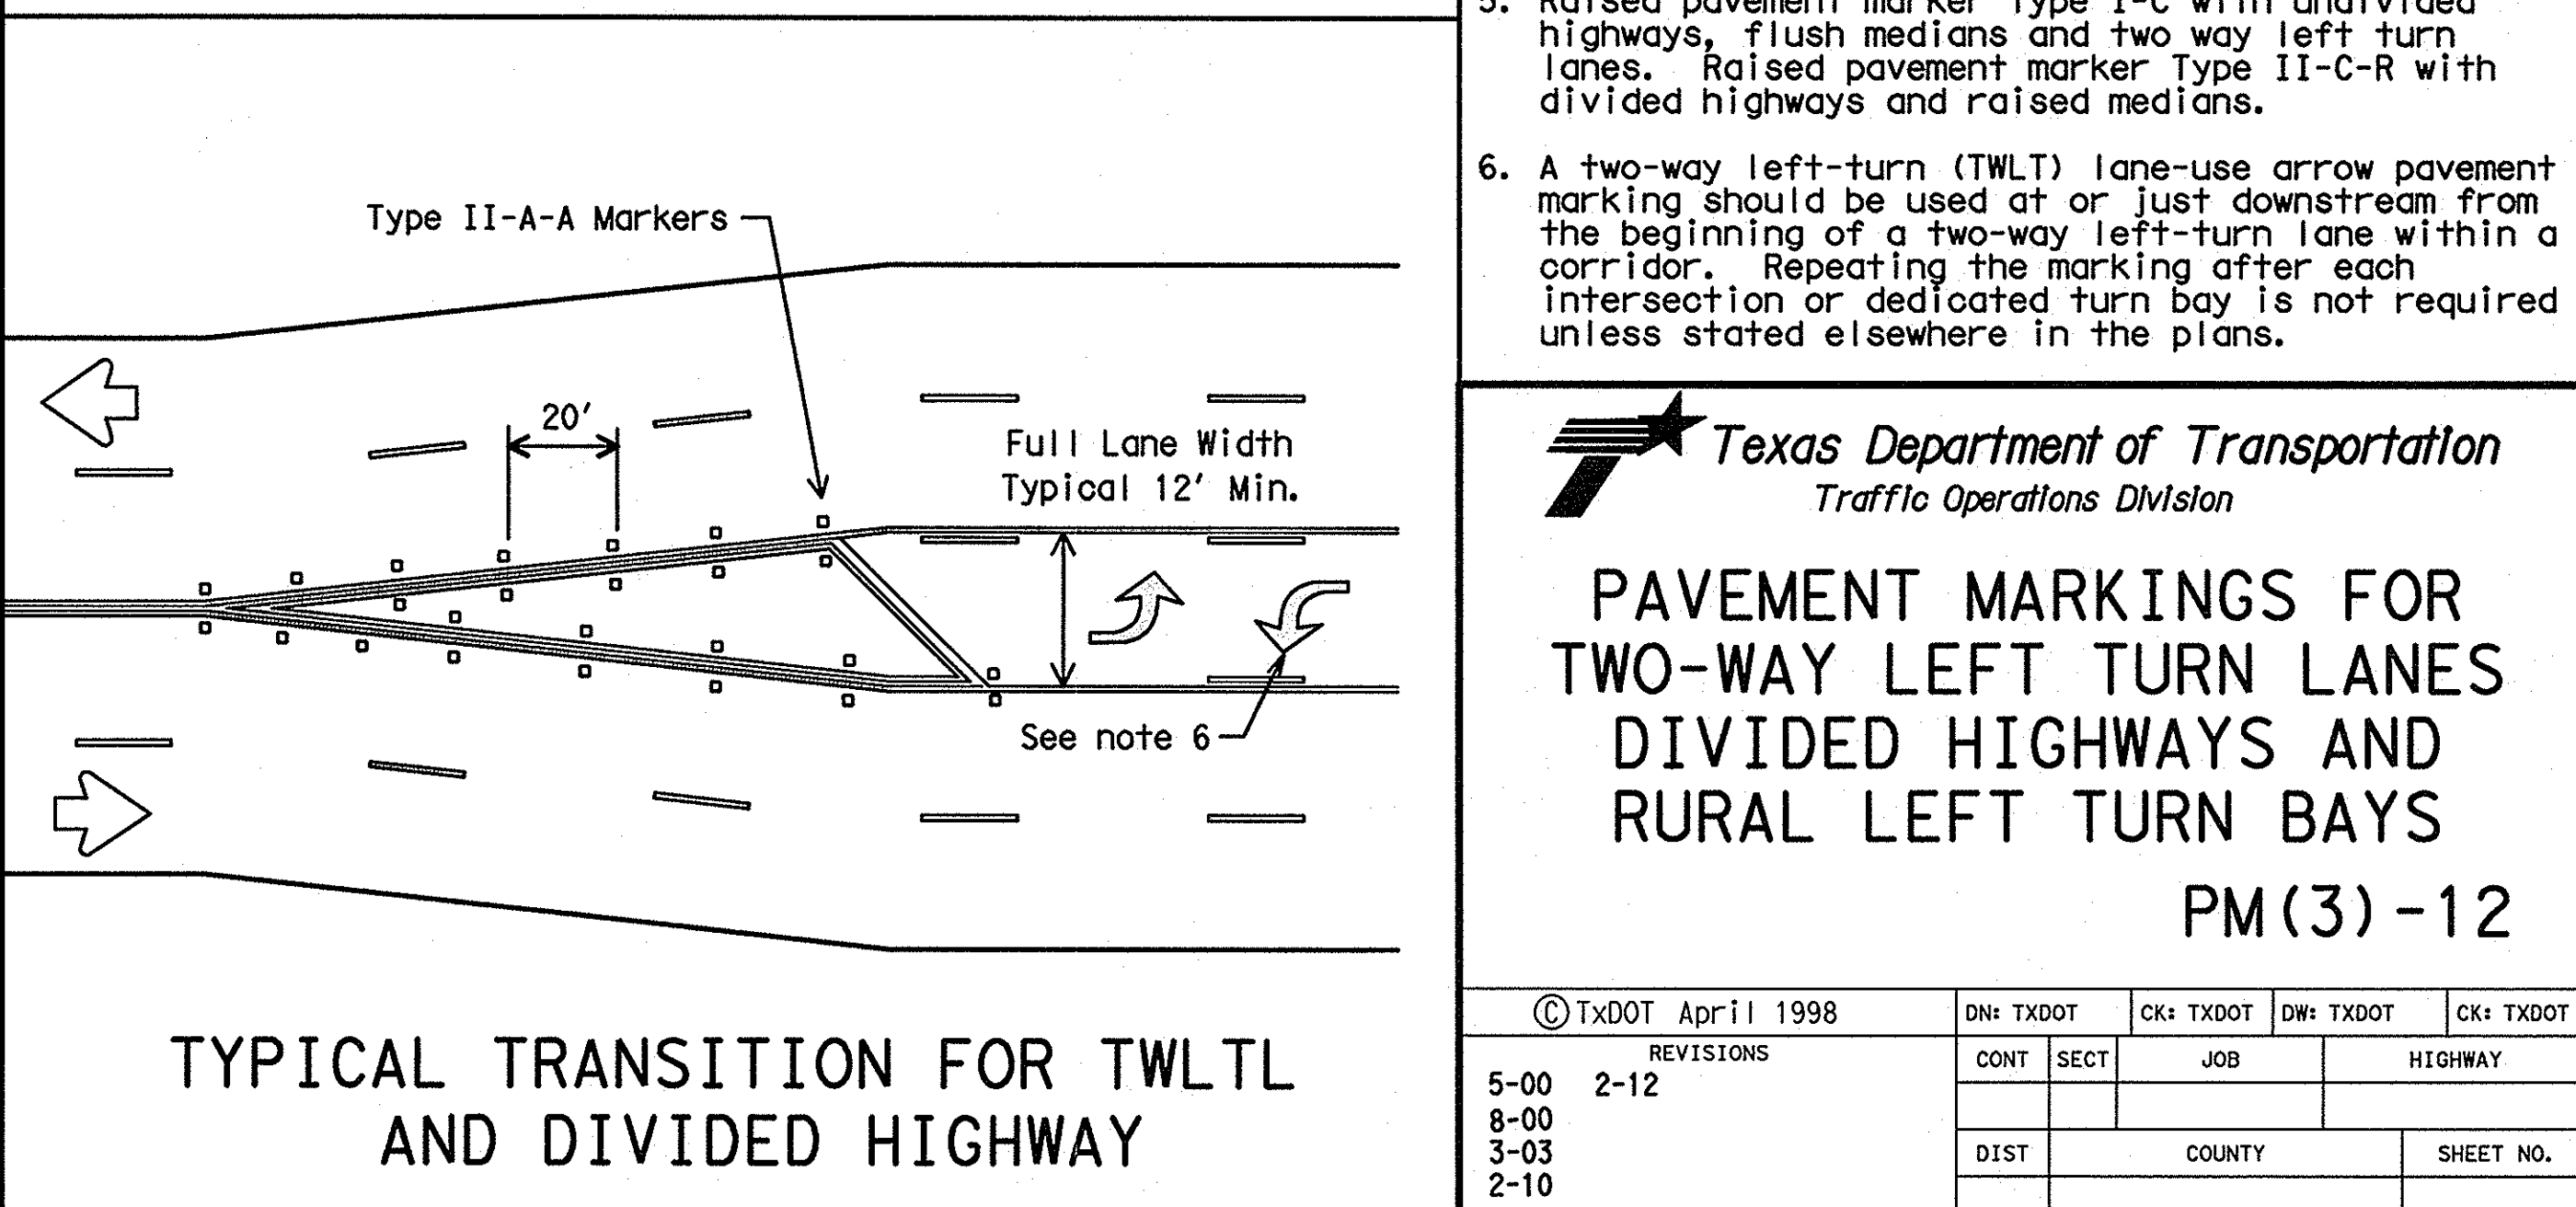 5. Raised pavement marker Type I-C with undivided
highways, flush medians and two way left turn
lanes. Raised pavement marker Type II-C-R with
divided highways and raised medians.
6. A two-way left-turn (TWLT) lane-use arrow pavement
marking should be used at or just downstream from
the beginning of a two-way left-turn lane within a
corridor. Repeating the marking after each
intersection or dedicated turn bay is not required
unless stated elsewhere in the plans.
Type II-A-A Markers
20'
Full Lane Width
Typical 12' Min.
See note 6
TYPICAL TRANSITION FOR TWLTL
AND DIVIDED HIGHWAY
Texas Department of Transportation
Traffic Operations Division
PAVEMENT MARKINGS FOR
TWO-WAY LEFT TURN LANES
DIVIDED HIGHWAYS AND
RURAL LEFT TURN BAYS
PM(3)-12
© TxDOT April 1998
DN: TXDOT
CK: TXDOT
DW: TXDOT
CK: TXDOT
REVISIONS
5-00 2-12
8-00
3-03
2-10
CONT
SECT
JOB
HIGHWAY
DIST
COUNTY
SHEET NO.